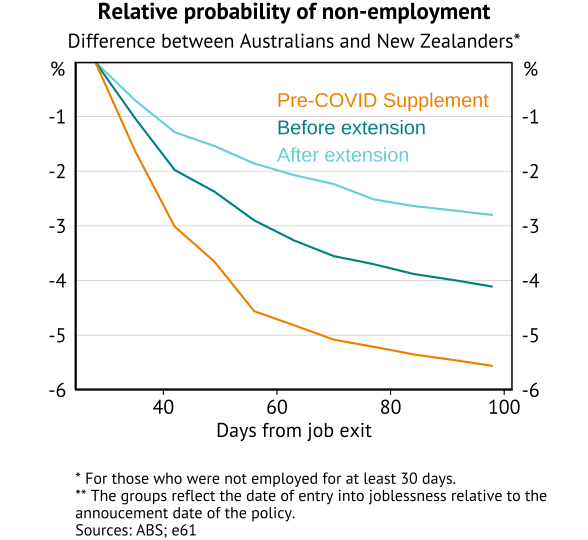 Relative probability of non-employment
Difference between Australians and New Zealanders*
% %
Pre-COVID Supplement
Before extension
After extension
-1 -1
-2 -2
-3 -3
-4 -4
-5 -5
-6 -6
40 60 80 100
Days from job exit
* For those who were not employed for at least 30 days.
** The groups reflect the date of entry into joblessness relative to the
annoucement date of the policy.
Sources: ABS; e61